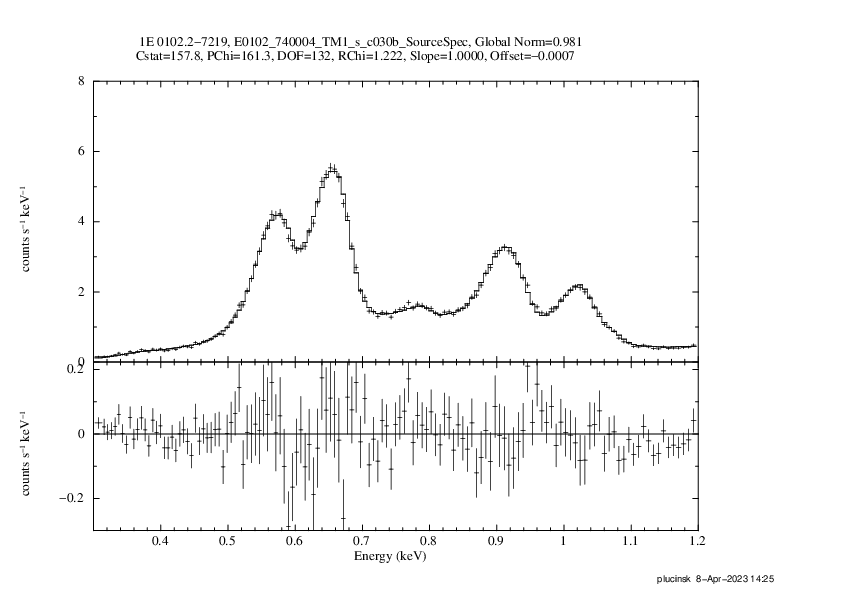 1E 0102.2−7219, E0102_740004_TM1_s_c030b_SourceSpec, Global Norm=0.981
Cstat=157.8, PChi=161.3, DOF=132, RChi=1.222, Slope=1.0000, Offset=−0.0007
8
6
4
2
0
counts s⁻¹ keV⁻¹
0.2
0
−0.2
counts s⁻¹ keV⁻¹
0.4 0.5 0.6 0.7 0.8 0.9 1 1.1 1.2
Energy (keV)
plucinsk 8−Apr−2023 14:25